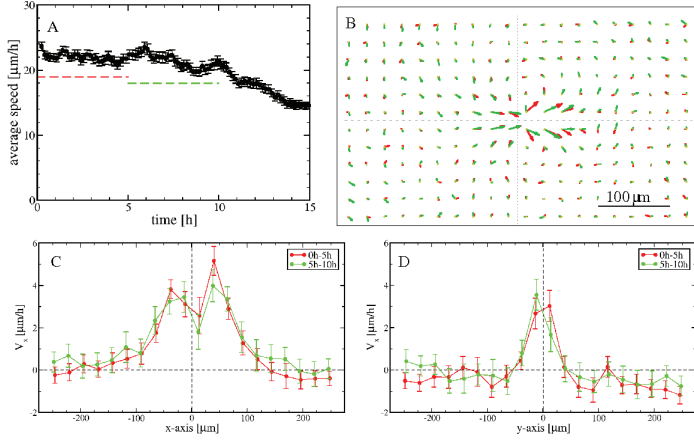 A
average speed [μm/h]
30
20
10
0
0
5
10
15
time [h]
B
100 μm
C
0h-5h
5h-10h
V_x [μm/h]
6
4
2
0
-2
-200
-100
0
100
200
x-axis [μm]
D
0h-5h
5h-10h
V_x [μm/h]
6
4
2
0
-2
-200
-100
0
100
200
y-axis [μm]